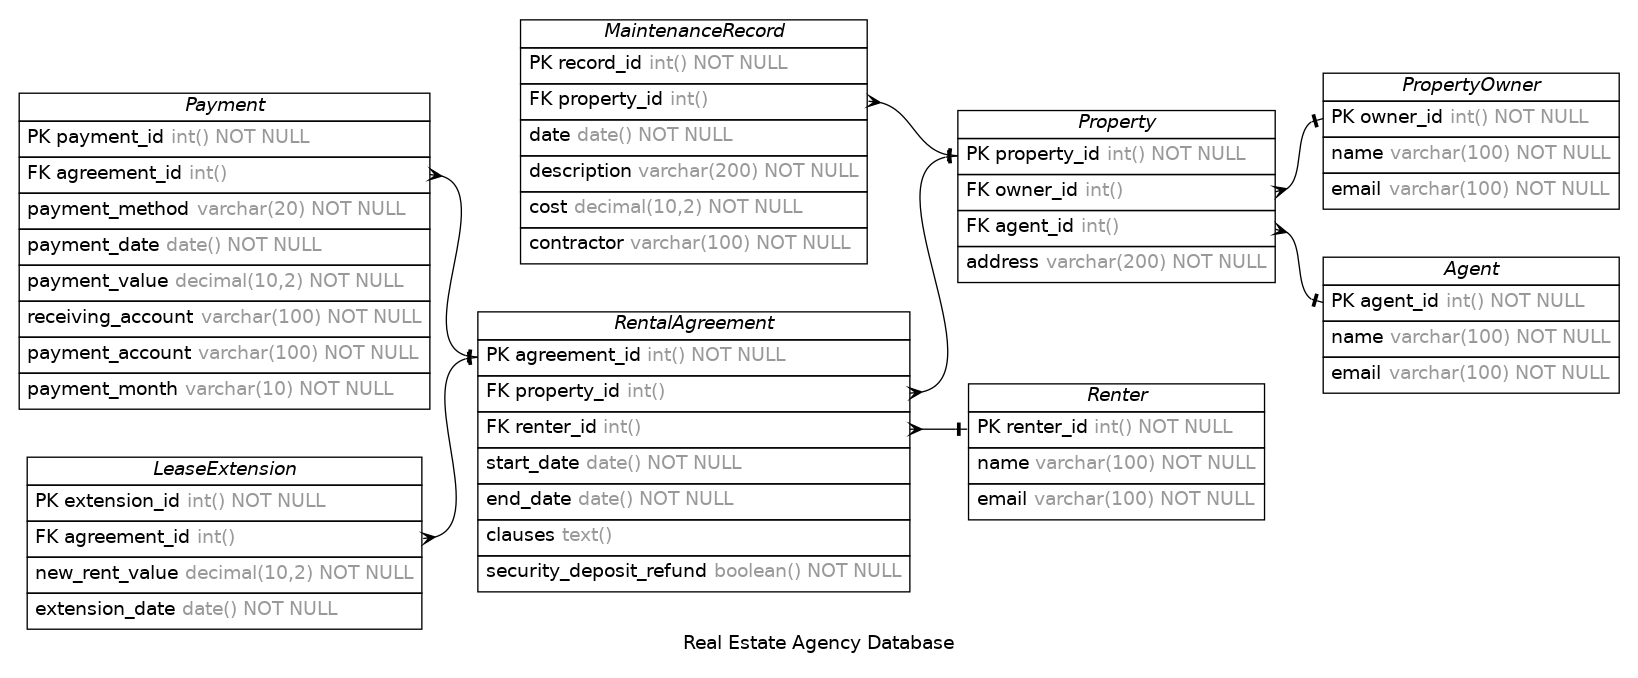 MaintenanceRecord
PK record_id int() NOT NULL
FK property_id int()
date date() NOT NULL
description varchar(200) NOT NULL
cost decimal(10,2) NOT NULL
contractor varchar(100) NOT NULL
Payment
PK payment_id int() NOT NULL
FK agreement_id int()
payment_method varchar(20) NOT NULL
payment_date date() NOT NULL
payment_value decimal(10,2) NOT NULL
receiving_account varchar(100) NOT NULL
payment_account varchar(100) NOT NULL
payment_month varchar(10) NOT NULL
Property
PK property_id int() NOT NULL
FK owner_id int()
FK agent_id int()
address varchar(200) NOT NULL
PropertyOwner
PK owner_id int() NOT NULL
name varchar(100) NOT NULL
email varchar(100) NOT NULL
Agent
PK agent_id int() NOT NULL
name varchar(100) NOT NULL
email varchar(100) NOT NULL
RentalAgreement
PK agreement_id int() NOT NULL
FK property_id int()
FK renter_id int()
start_date date() NOT NULL
end_date date() NOT NULL
clauses text()
security_deposit_refund boolean() NOT NULL
Renter
PK renter_id int() NOT NULL
name varchar(100) NOT NULL
email varchar(100) NOT NULL
LeaseExtension
PK extension_id int() NOT NULL
FK agreement_id int()
new_rent_value decimal(10,2) NOT NULL
extension_date date() NOT NULL
Real Estate Agency Database